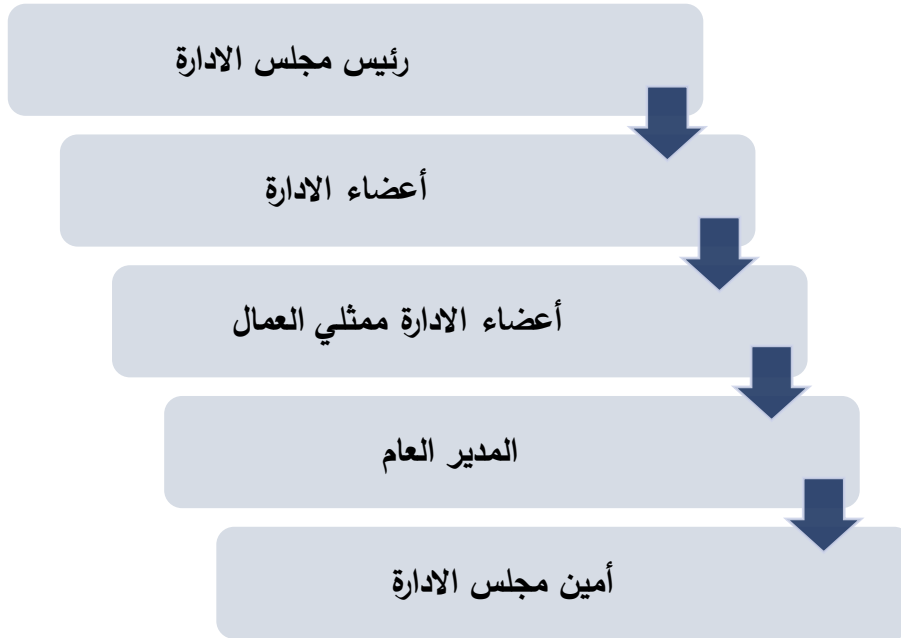 رئيس مجلس الادارة
أعضاء الادارة
أعضاء الادارة ممثلي العمال
المدير العام
أمين مجلس الادارة